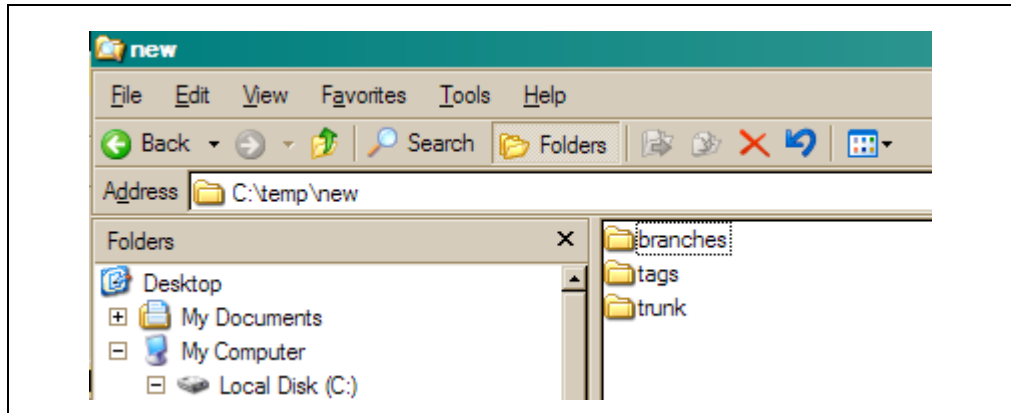 new
File Edit View Favorites Tools Help
Back Search Folders
Address C:\temp\new
Folders x
branches
tags
trunk
Desktop
My Documents
My Computer
Local Disk (C:)